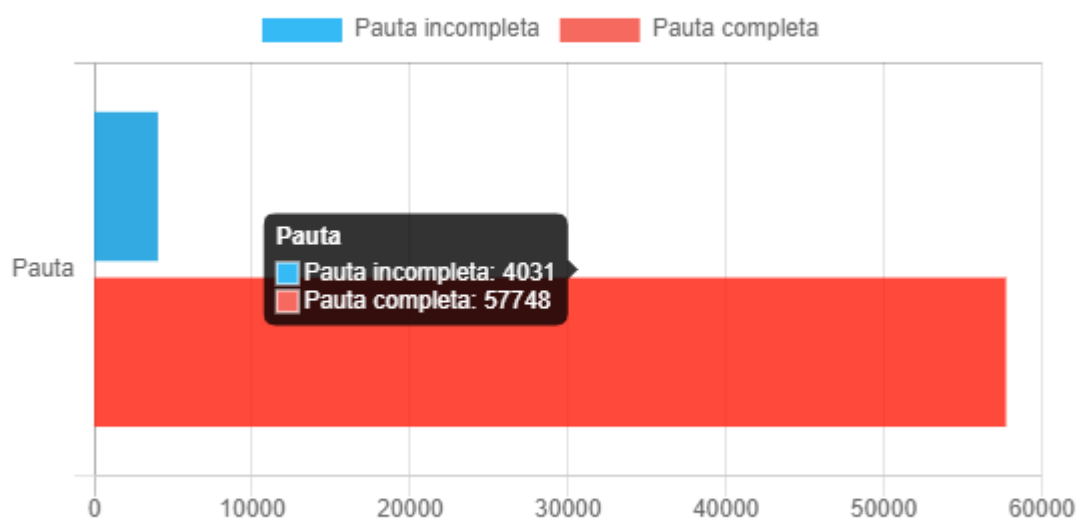 Pauta incompleta Pauta completa
Pauta
Pauta incompleta: 4031
Pauta completa: 57748
Pauta
0 10000 20000 30000 40000 50000 60000